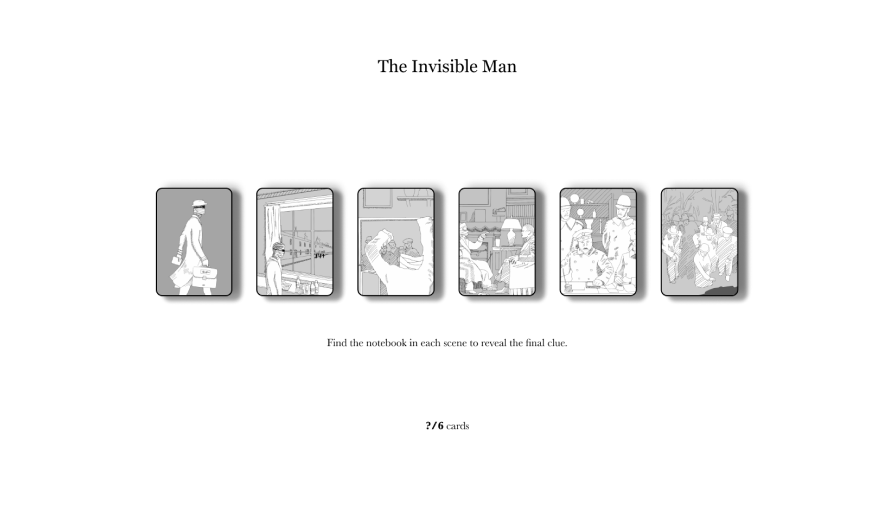 The Invisible Man
Find the notebook in each scene to reveal the final clue.
?/6 cards